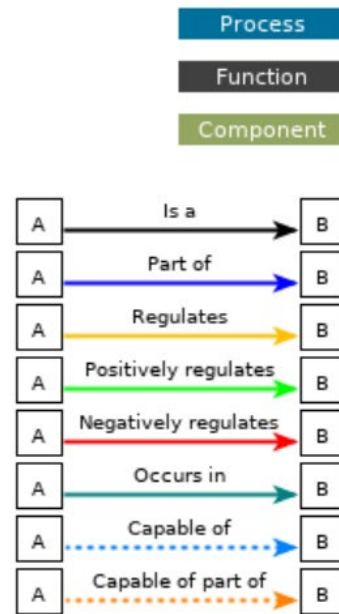 Process
Function
Component
A Is a B
A Part of B
A Regulates B
A Positively regulates B
A Negatively regulates B
A Occurs in B
A Capable of B
A Capable of part of B